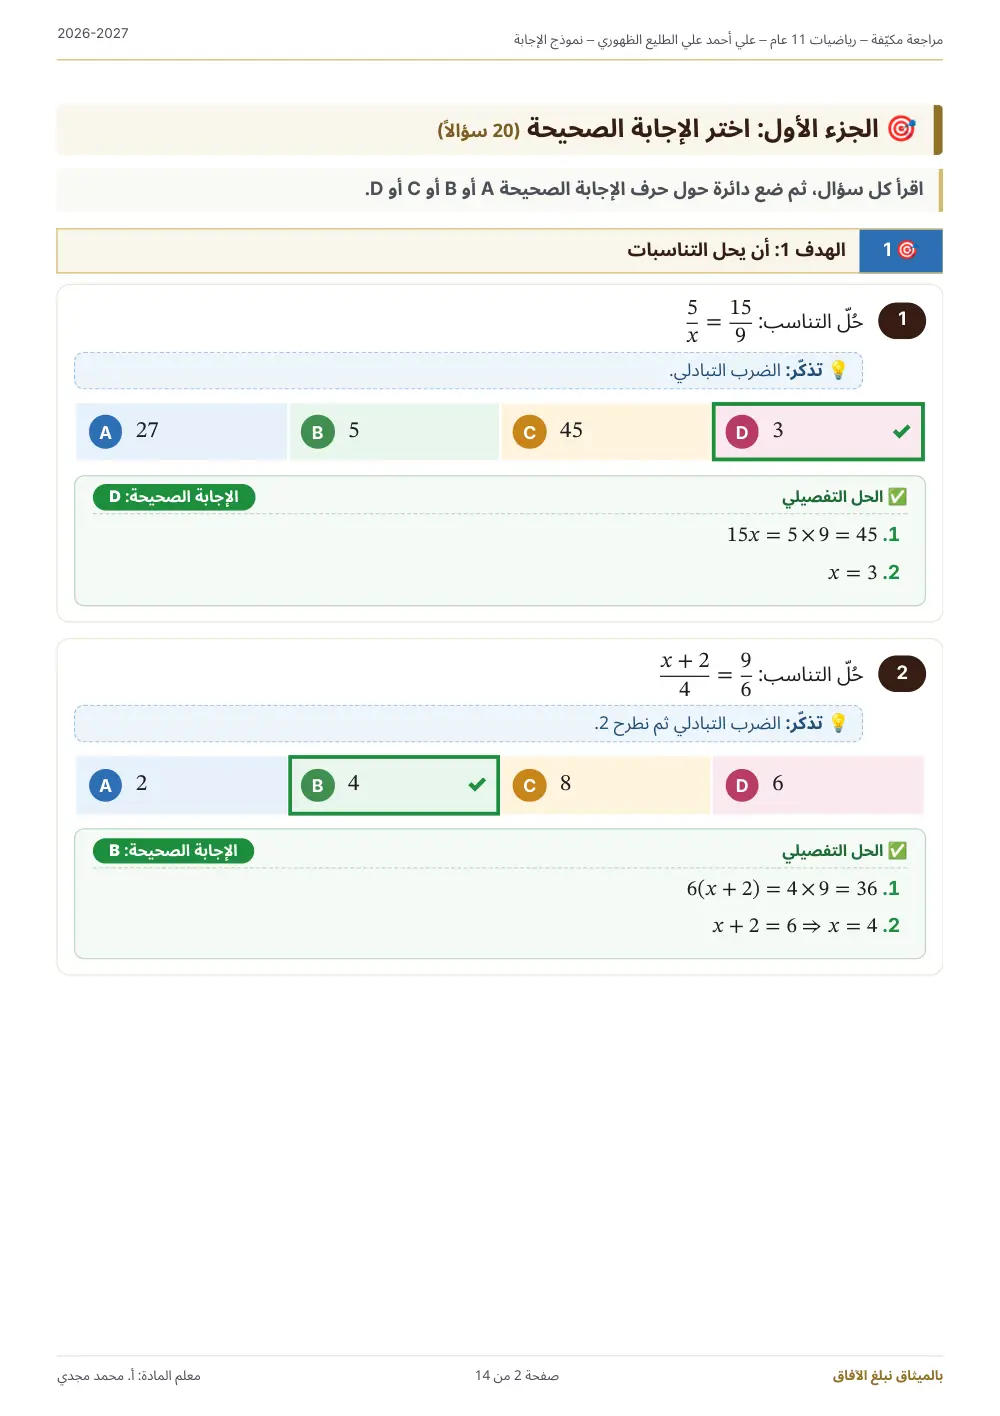 مراجعة مكثّفة – رياضيات 11 عام – علي أحمد علي الطليع الظهوري – نموذج الإجابة
2026-2027
🎯 الجزء الأول: اختر الإجابة الصحيحة (20 سؤالاً)
اقرأ كل سؤال، ثم ضع دائرة حول حرف الإجابة الصحيحة A أو B أو C أو D.
🎯 1 الهدف 1: أن يحل التناسبات
1 حُلّ التناسب: 5/x = 15/9
💡 تذكّر: الضرب التبادلي.
A 27 B 5 C 45 D 3 ✔
✅ الحل التفصيلي الإجابة الصحيحة: D
1. 15x = 5 × 9 = 45
2. x = 3
2 حُلّ التناسب: (x + 2)/4 = 9/6
💡 تذكّر: الضرب التبادلي ثم نطرح 2.
A 2 B 4 ✔ C 8 D 6
✅ الحل التفصيلي الإجابة الصحيحة: B
1. 6(x + 2) = 4 × 9 = 36
2. x + 2 = 6 ⇒ x = 4
بالميثاق نبلغ الآفاق
صفحة 2 من 14
معلم المادة: أ. محمد مجدي